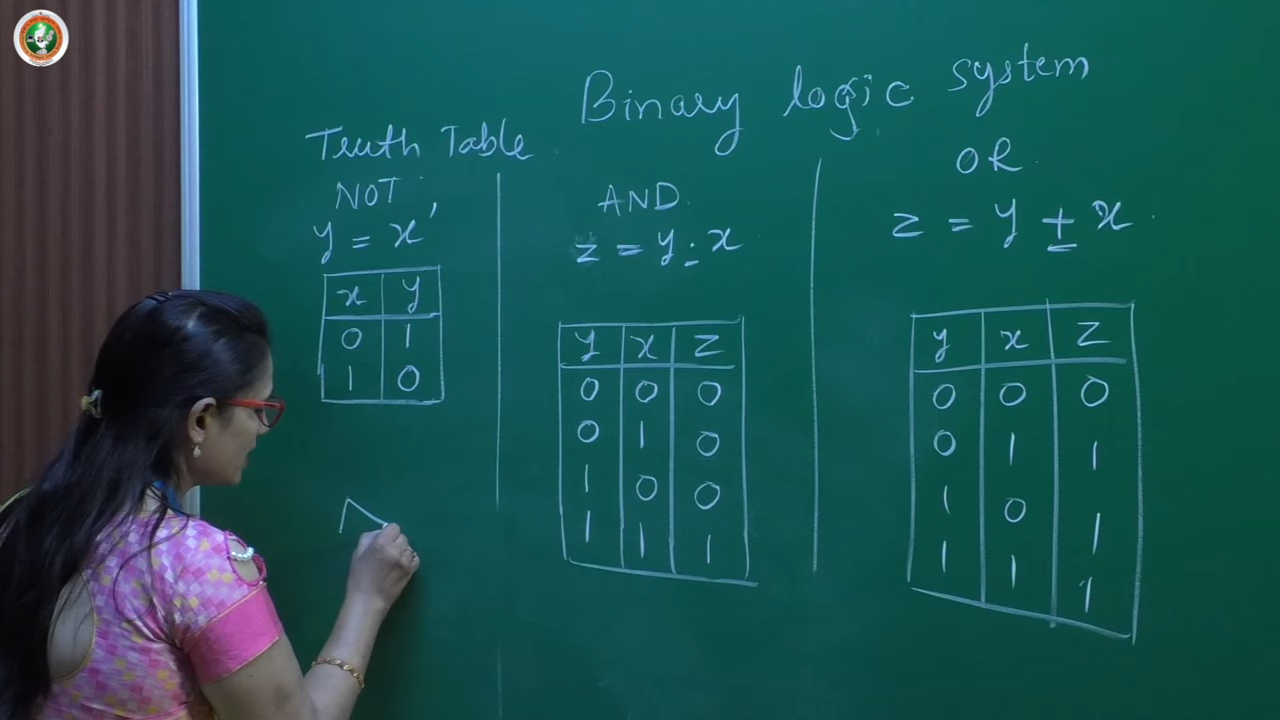 Binary logic system
Truth Table
NOT
y = x'
x y
0 1
1 0
AND
z = y . x
y x z
0 0 0
0 1 0
1 0 0
1 1 1
OR
z = y + x
y x z
0 0 0
0 1 1
1 0 1
1 1 1